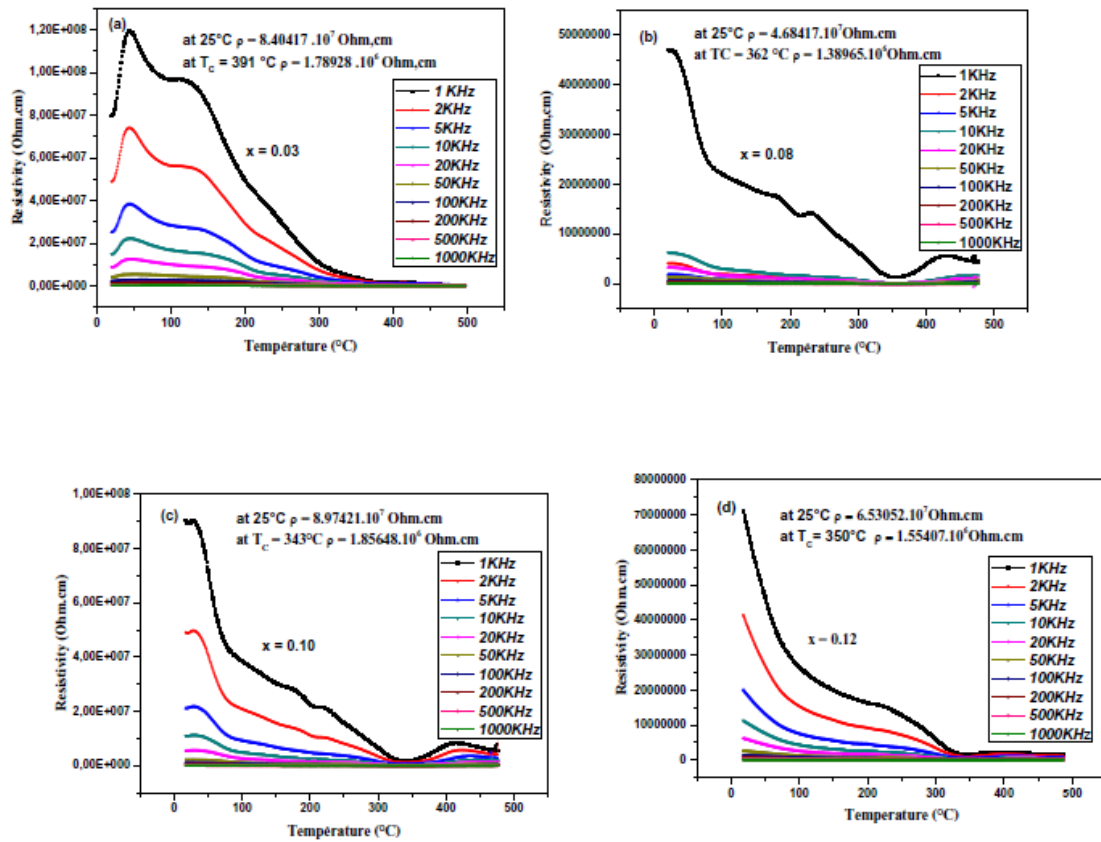 (a)
at 25°C ρ = 8.40417 .10⁷ Ohm,cm
at T_C = 391 °C ρ = 1.78928 .10⁶ Ohm,cm
1,20E+008
1,00E+008
8,00E+007
6,00E+007
4,00E+007
2,00E+007
0,00E+000
Resistivity ( Ohm.cm)
x = 0.03
1 KHz
2KHz
5KHz
10KHz
20KHz
50KHz
100KHz
200KHz
500KHz
1000KHz
0 100 200 300 400 500
Température (°C)
(b)
at 25°C ρ = 4.68417.10⁷ Ohm.cm
at TC = 362 °C ρ = 1.38965.10⁶ Ohm.cm
50000000
40000000
30000000
20000000
10000000
0
Resistivity (Ohm,cm)
x = 0.08
1KHz
2KHz
5KHz
10KHz
20KHz
50KHz
100KHz
200KHz
500KHz
1000KHz
0 100 200 300 400 500
Température (°C)
(c)
at 25°C ρ = 8.97421.10⁷ Ohm.cm
at T_C = 343°C ρ = 1.85648.10⁶ Ohm.cm
1,00E+008
8,00E+007
6,00E+007
4,00E+007
2,00E+007
0,00E+000
Resistivity (Ohm.cm)
x = 0.10
1KHz
2KHz
5KHz
10KHz
20KHz
50KHz
100KHz
200KHz
500KHz
1000KHz
0 100 200 300 400 500
Température (°C)
(d)
at 25°C ρ = 6.53052.10⁷Ohm.cm
at T_C = 350°C ρ = 1.55407.10⁶Ohm.cm
80000000
70000000
60000000
50000000
40000000
30000000
20000000
10000000
0
Resistivity (Ohm.cm)
x = 0.12
1KHz
2KHz
5KHz
10KHz
20KHz
50KHz
100KHz
200KHz
500KHz
1000KHz
0 100 200 300 400 500
Température (°C)